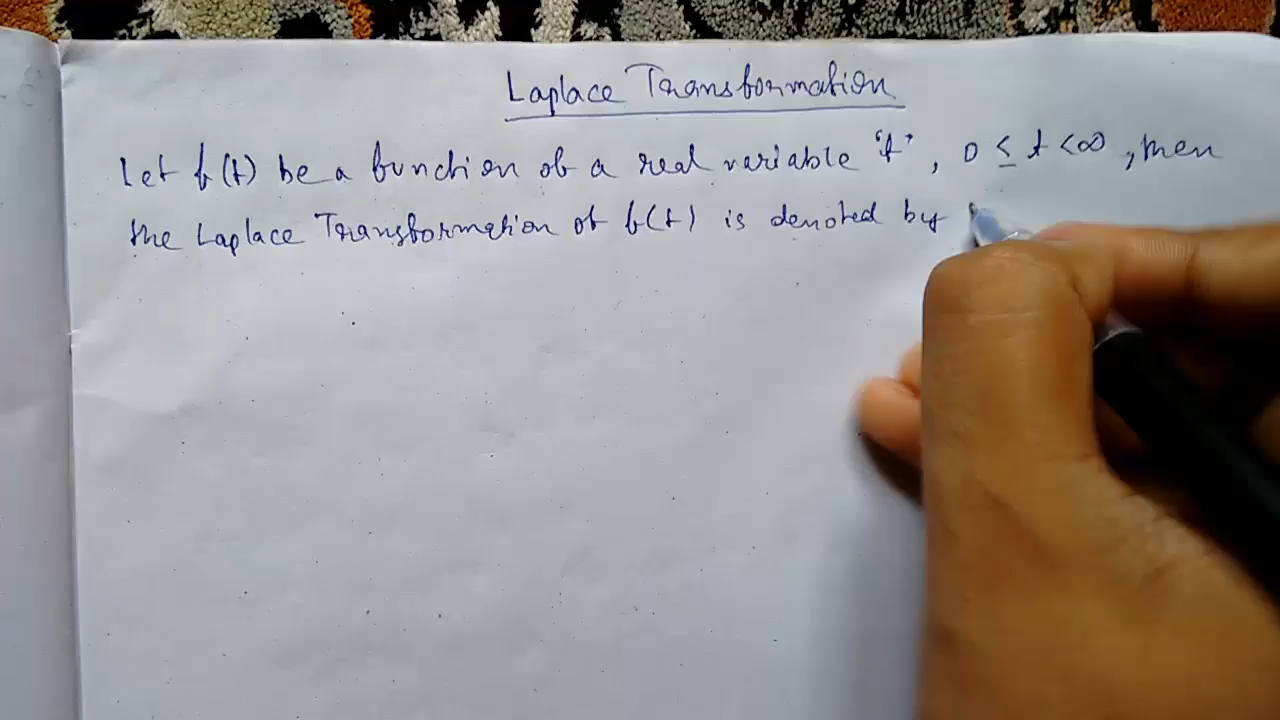 Laplace Transformation
Let f(t) be a function of a real variable 't', 0 ≤ t < ∞, then
the Laplace Transformation of f(t) is denoted by